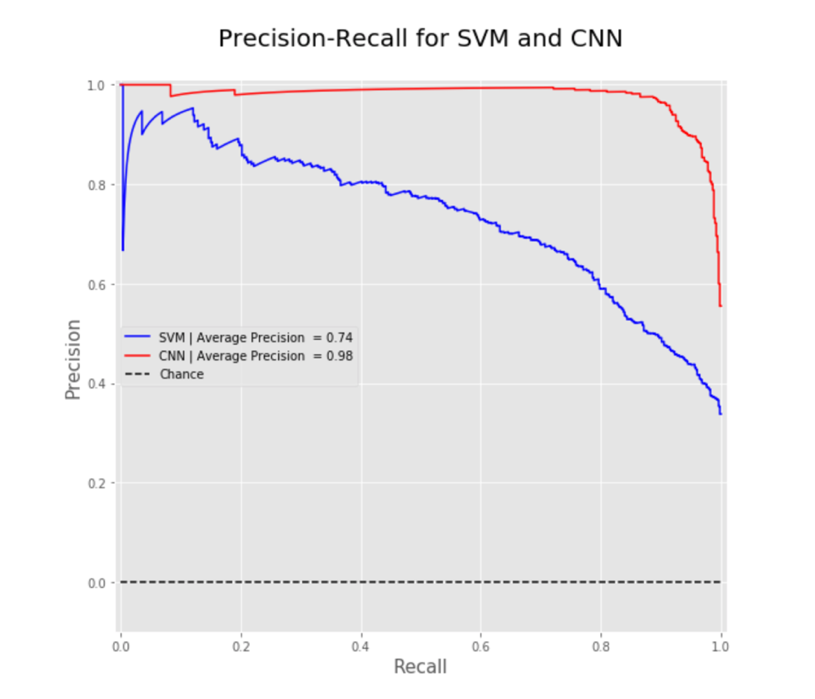 Precision-Recall for SVM and CNN
1.0
0.8
0.6
0.4
0.2
0.0
Precision
SVM | Average Precision = 0.74
CNN | Average Precision = 0.98
Chance
0.0 0.2 0.4 0.6 0.8 1.0
Recall